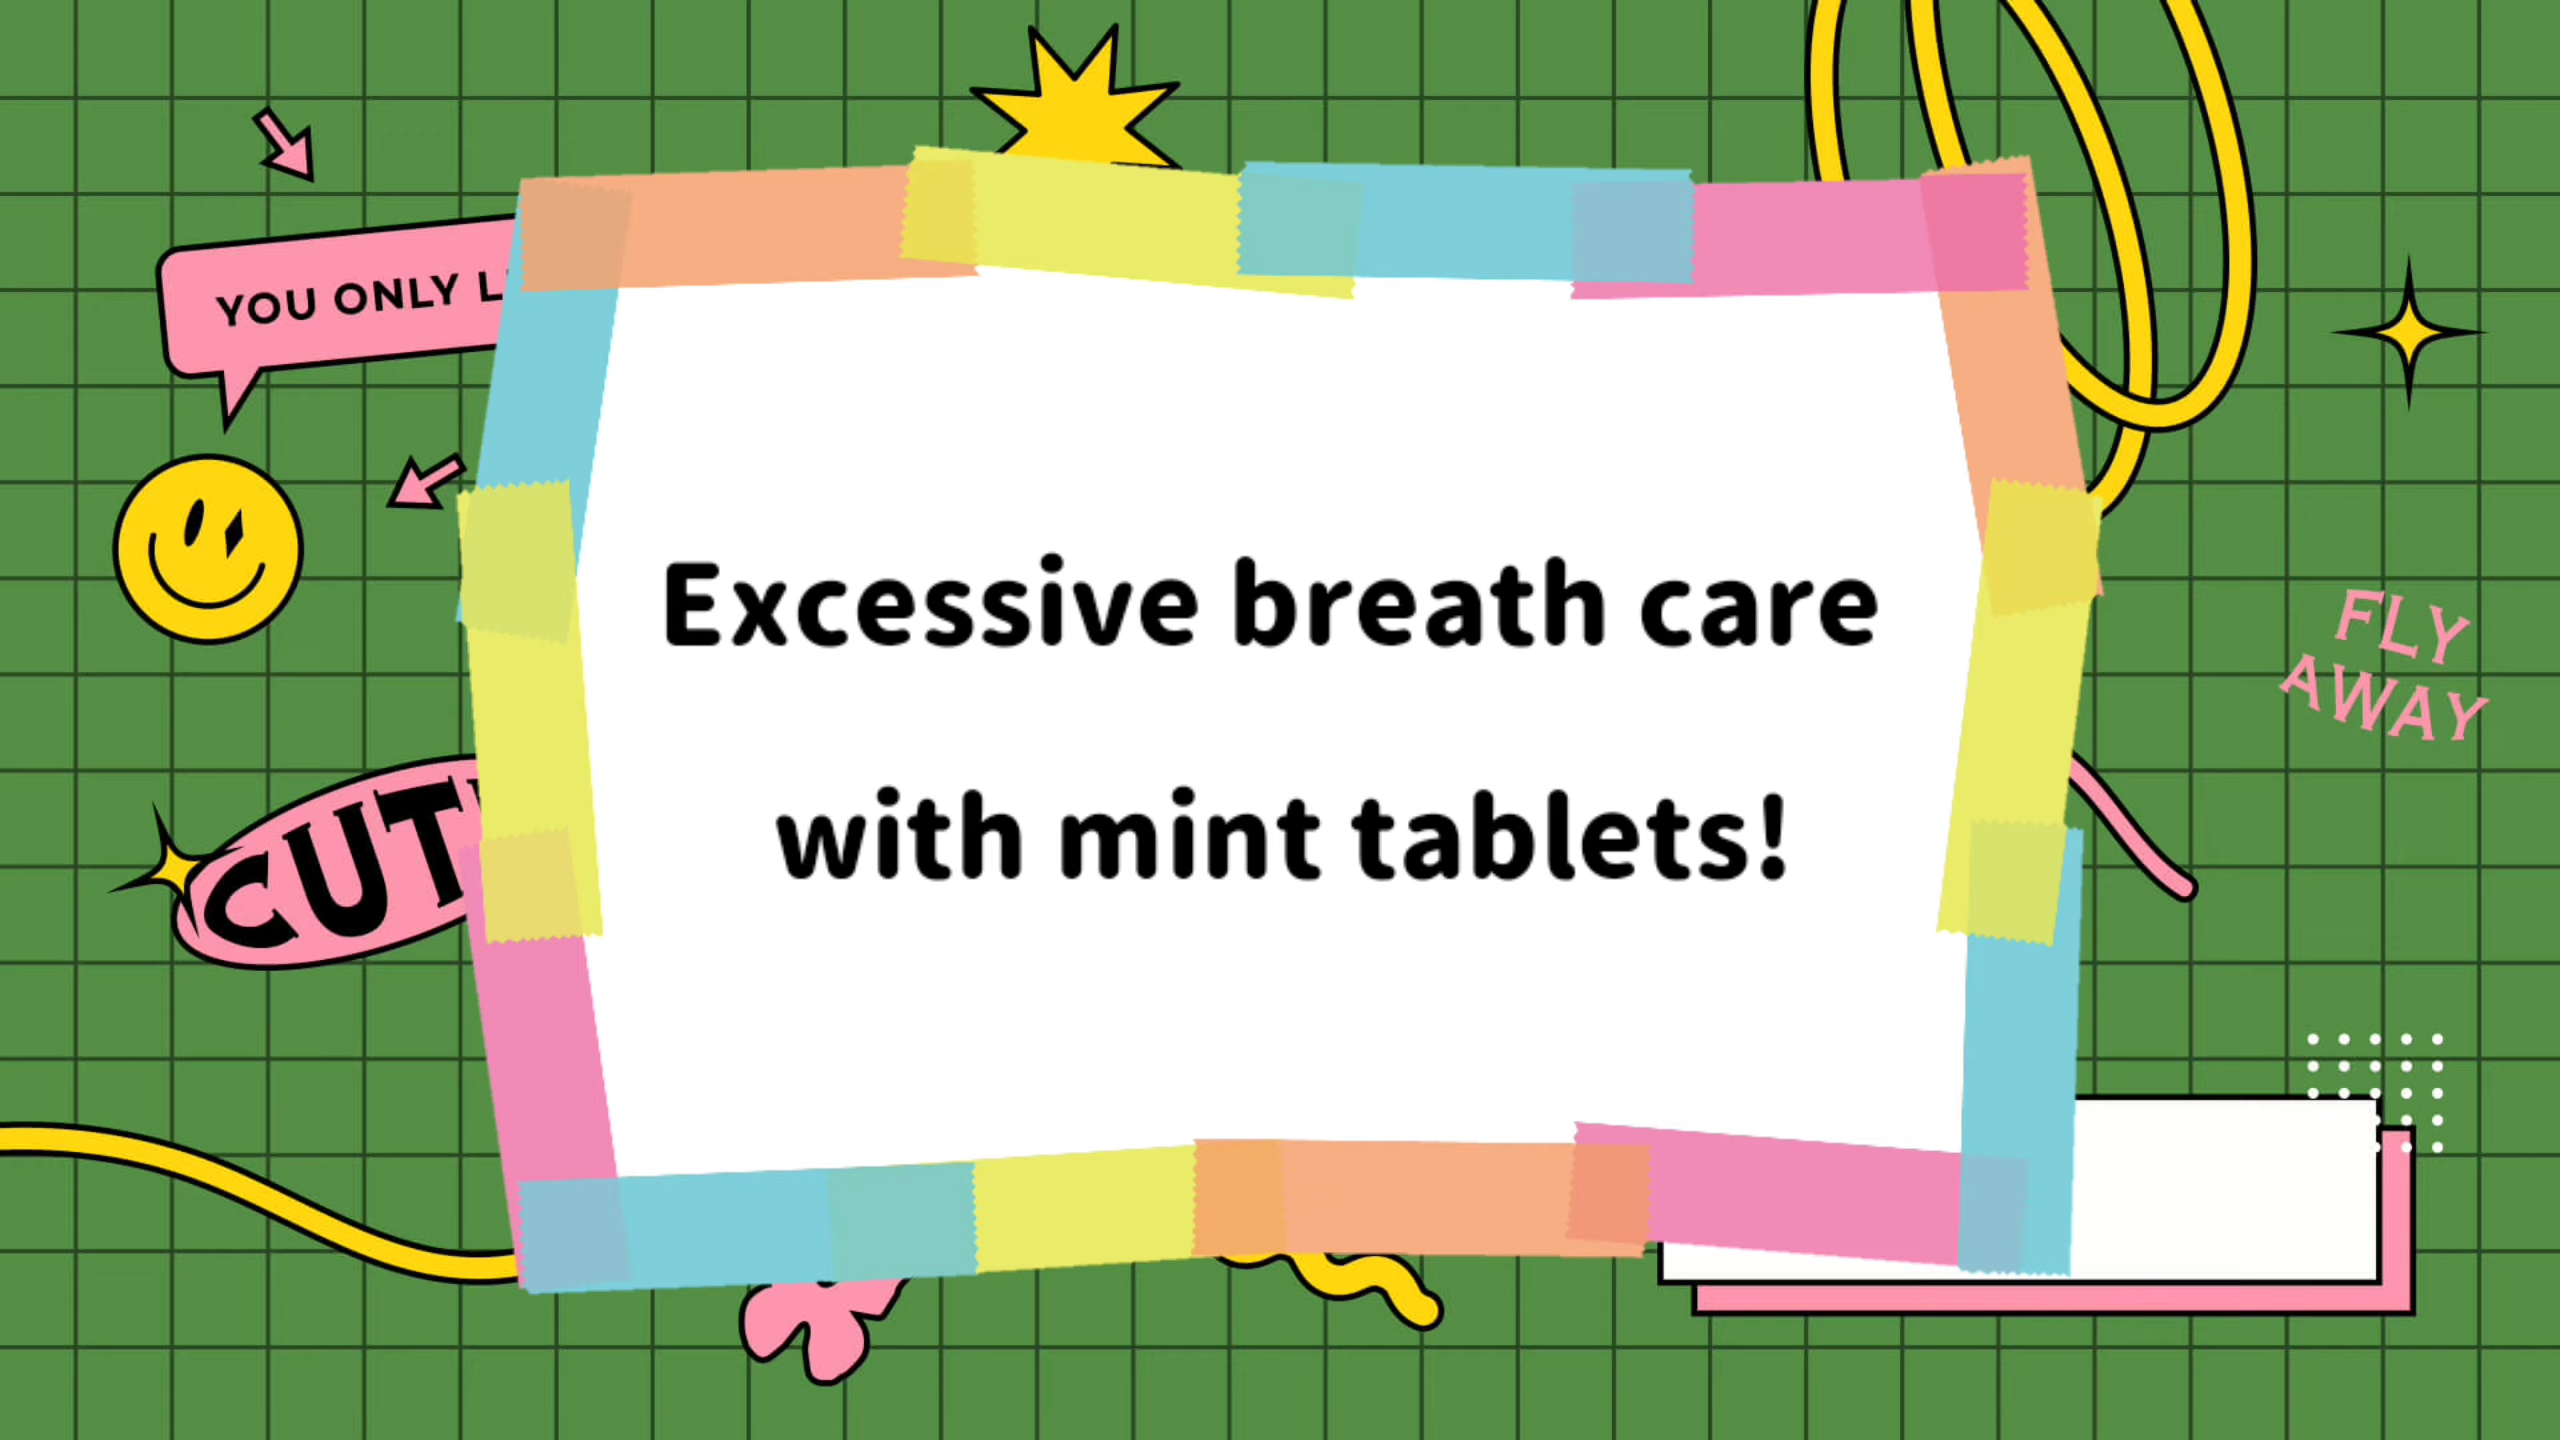 YOU ONLY
Excessive breath care
with mint tablets!
FLY
AWAY